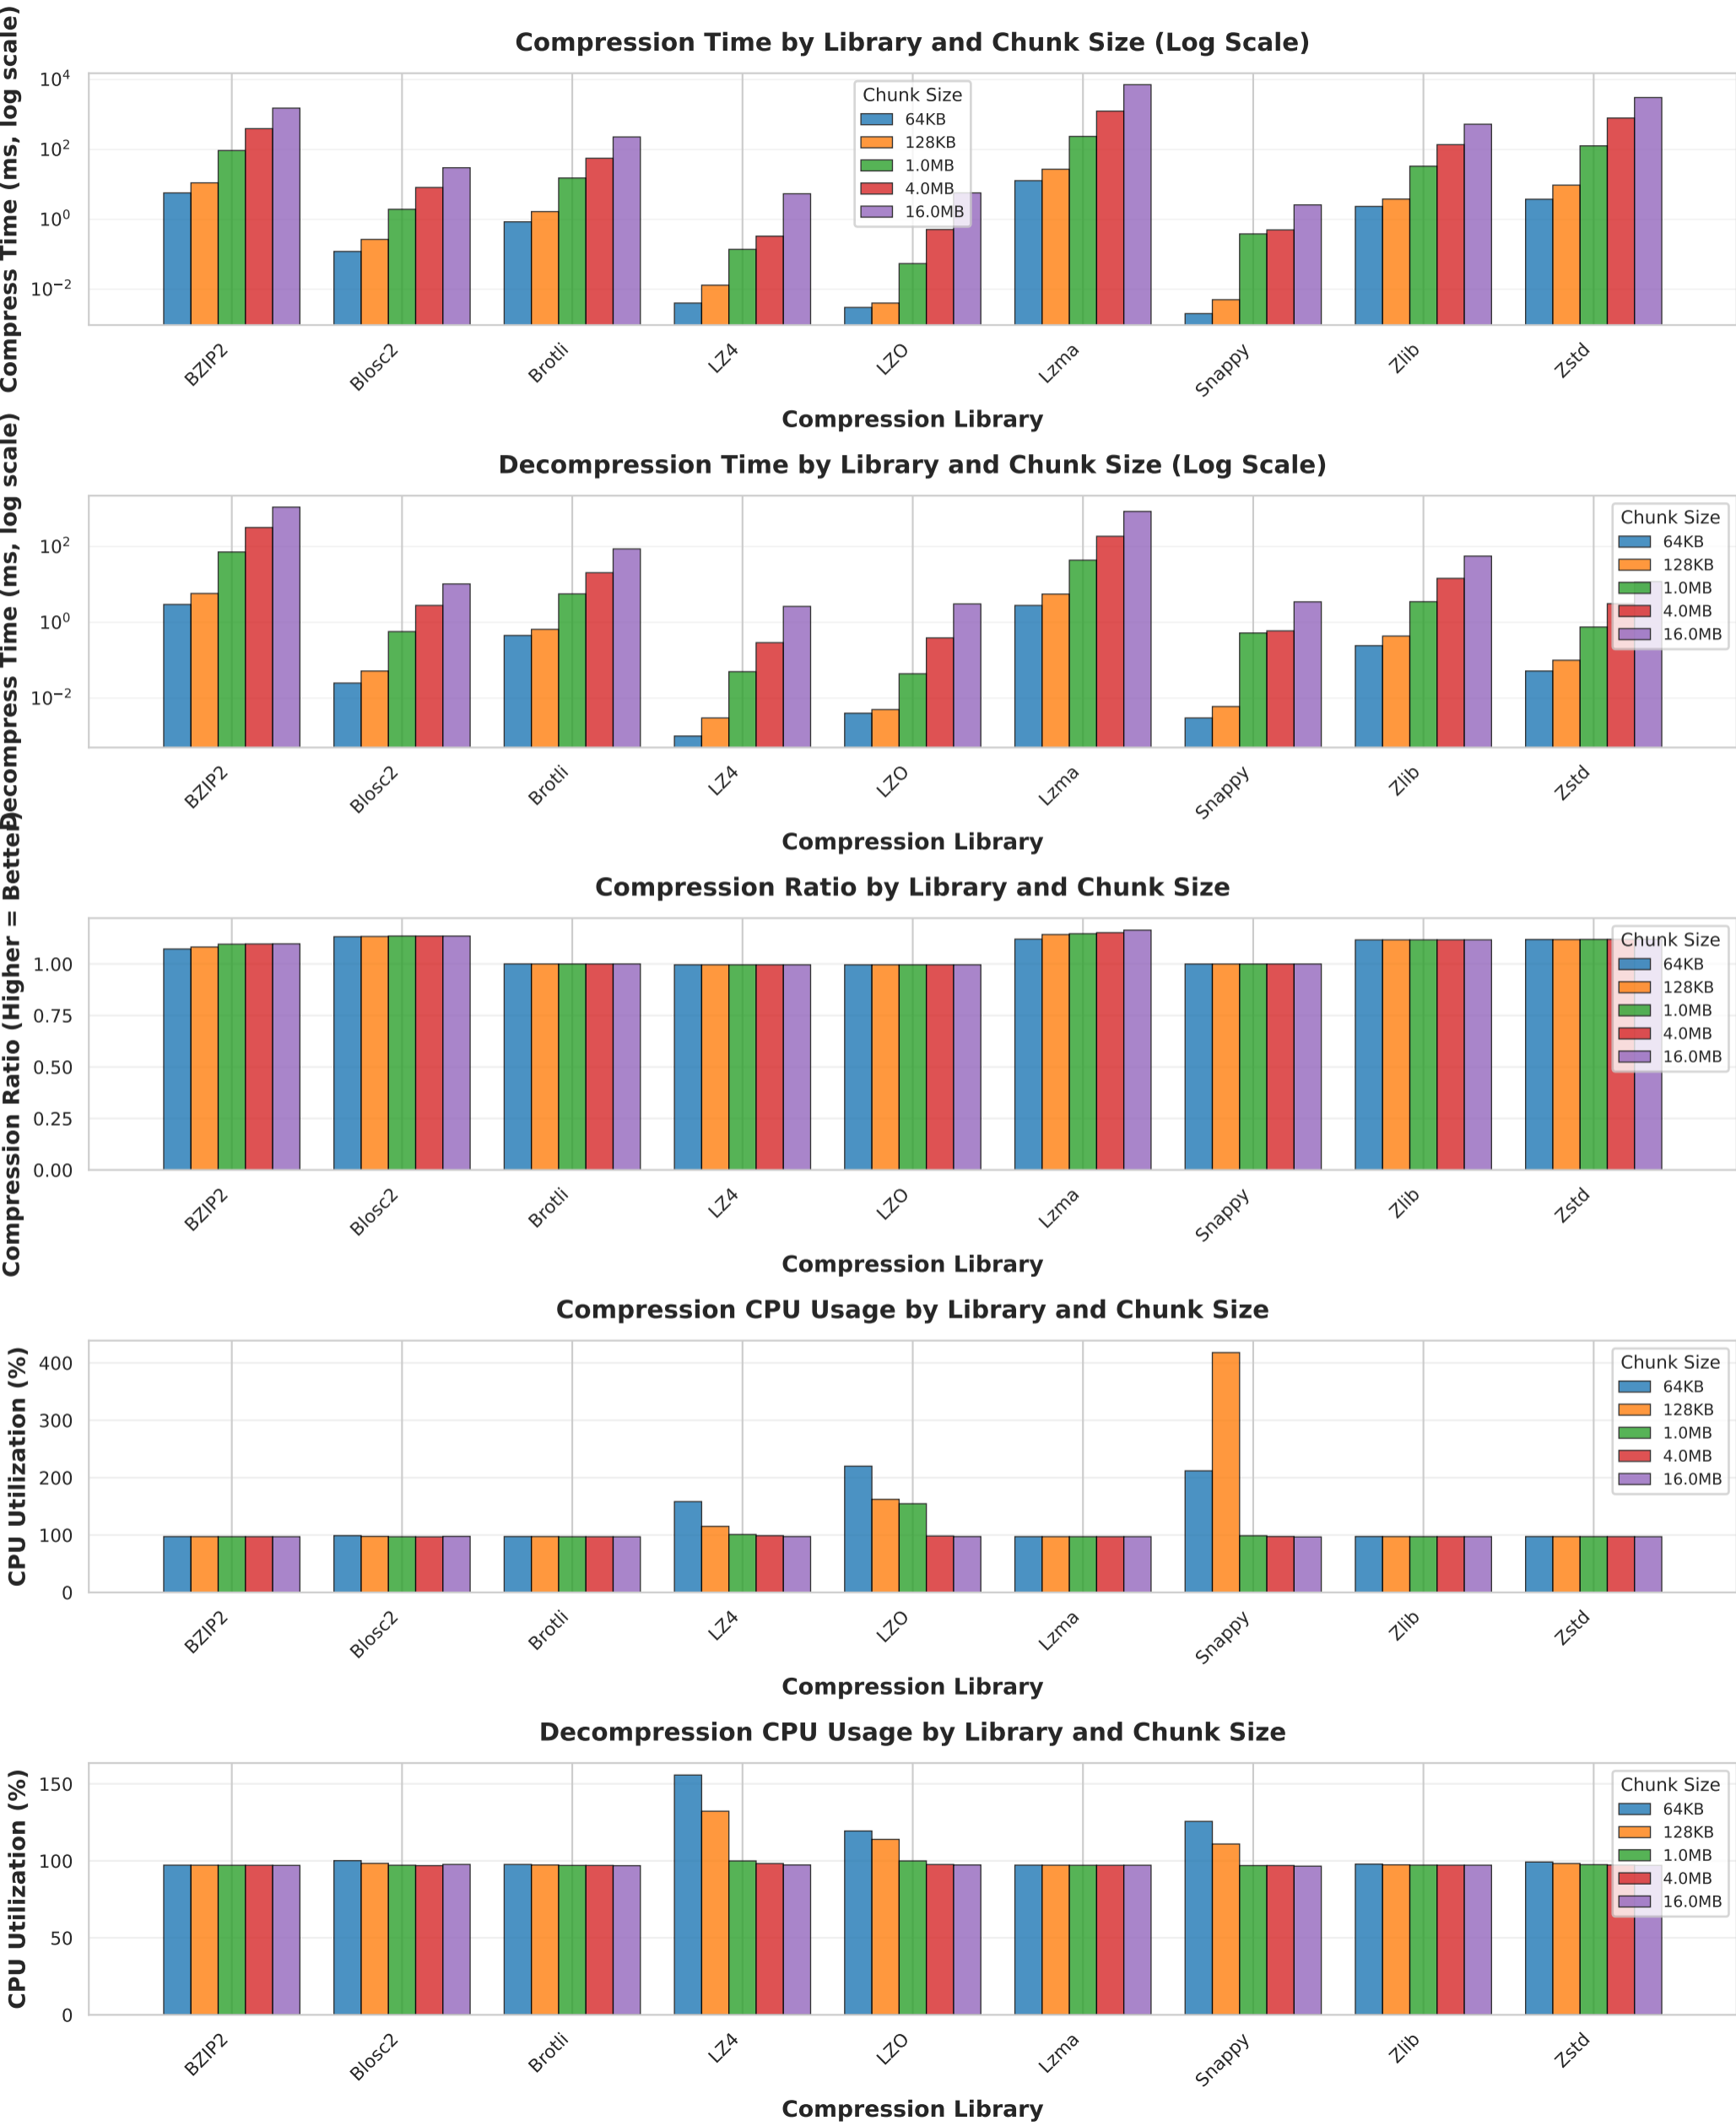 Compression Time by Library and Chunk Size (Log Scale)
Compress Time (ms, log scale)
10⁴
10²
10⁰
10⁻²
Chunk Size
64KB
128KB
1.0MB
4.0MB
16.0MB
BZIP2
Blosc2
Brotli
LZ4
LZO
Lzma
Snappy
Zlib
Zstd
Compression Library
Decompression Time by Library and Chunk Size (Log Scale)
Decompress Time (ms, log scale)
10²
10⁰
10⁻²
Chunk Size
64KB
128KB
1.0MB
4.0MB
16.0MB
BZIP2
Blosc2
Brotli
LZ4
LZO
Lzma
Snappy
Zlib
Zstd
Compression Library
Compression Ratio by Library and Chunk Size
Compression Ratio (Higher = Better)
1.00
0.75
0.50
0.25
0.00
Chunk Size
64KB
128KB
1.0MB
4.0MB
16.0MB
BZIP2
Blosc2
Brotli
LZ4
LZO
Lzma
Snappy
Zlib
Zstd
Compression Library
Compression CPU Usage by Library and Chunk Size
CPU Utilization (%)
400
300
200
100
0
Chunk Size
64KB
128KB
1.0MB
4.0MB
16.0MB
BZIP2
Blosc2
Brotli
LZ4
LZO
Lzma
Snappy
Zlib
Zstd
Compression Library
Decompression CPU Usage by Library and Chunk Size
CPU Utilization (%)
150
100
50
0
Chunk Size
64KB
128KB
1.0MB
4.0MB
16.0MB
BZIP2
Blosc2
Brotli
LZ4
LZO
Lzma
Snappy
Zlib
Zstd
Compression Library